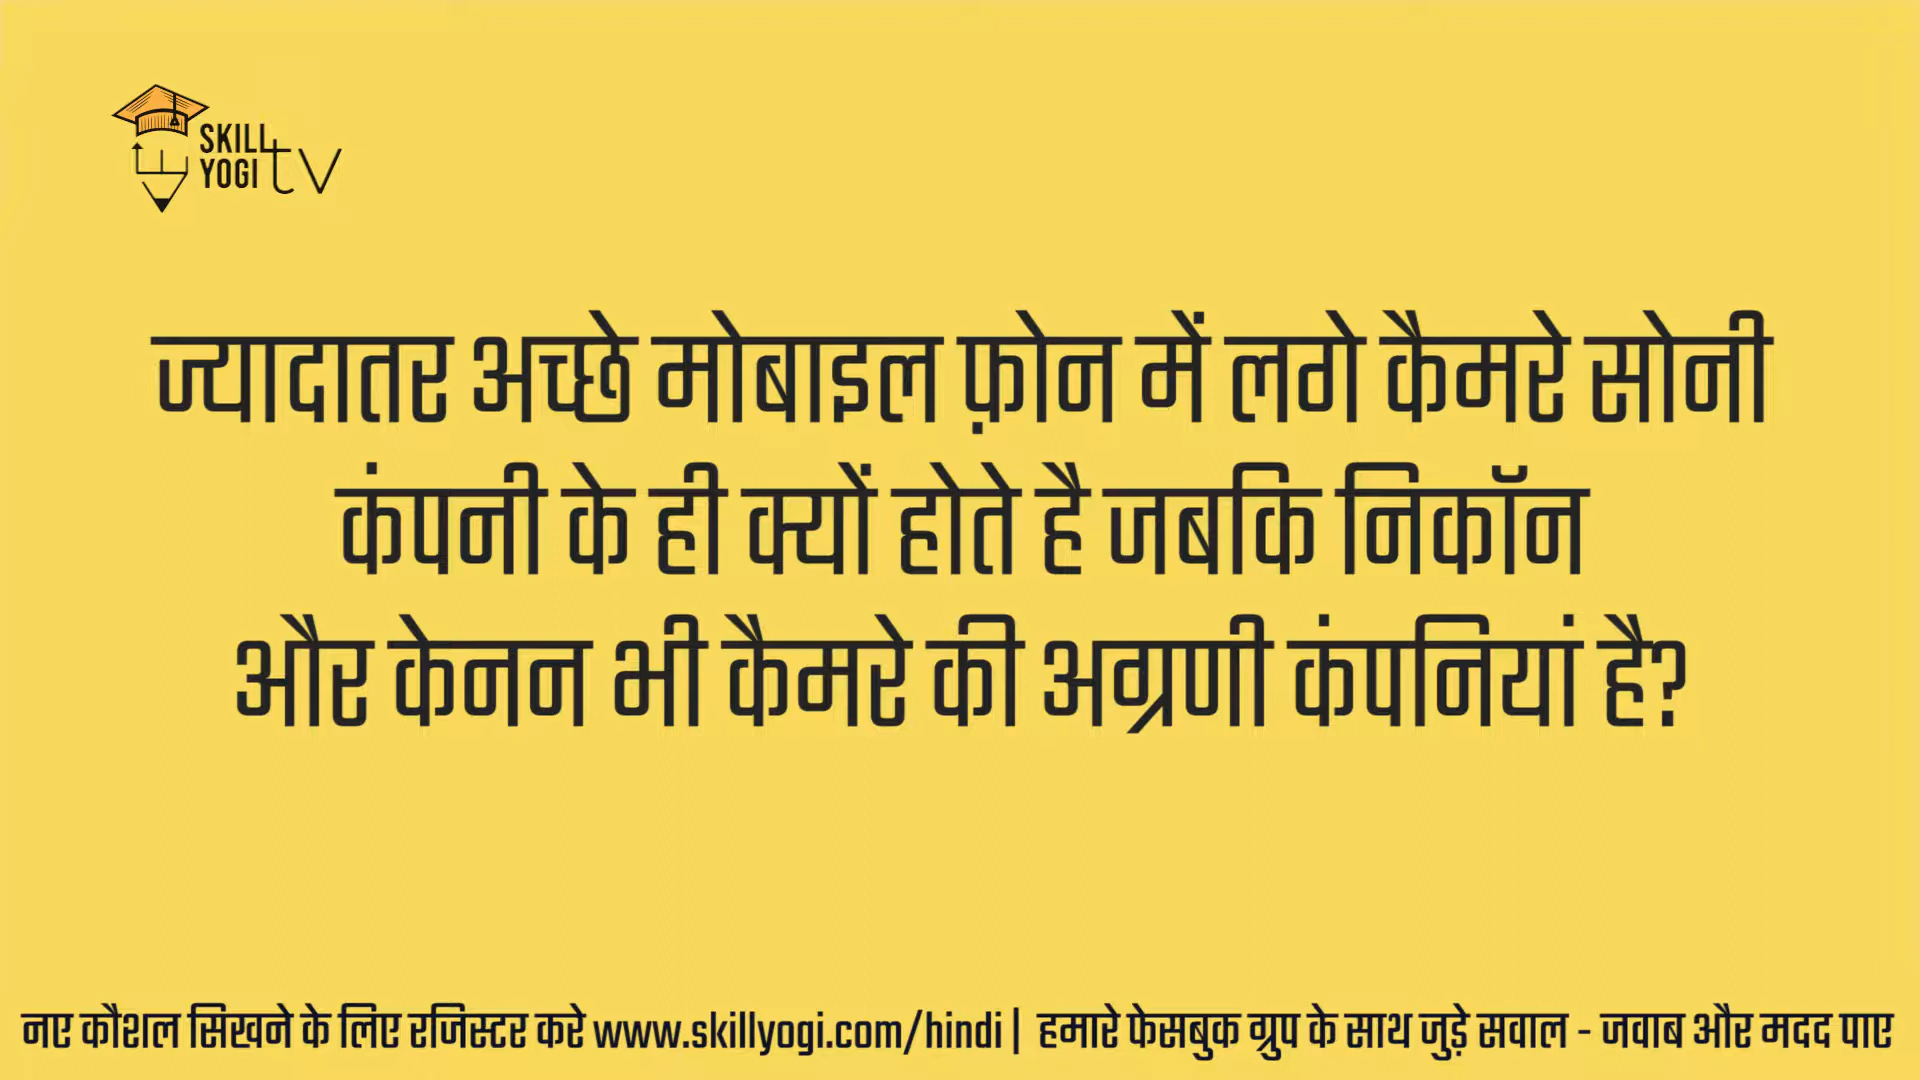 SKILL
YOGI tv
ज्यादातर अच्छे मोबाइल फ़ोन में लगे कैमरे सोनी
कंपनी के ही क्यों होते है जबकि निकॉन
और केनन भी कैमरे की अग्रणी कंपनियां है?
नए कौशल सिखने के लिए रजिस्टर करे www.skillyogi.com/hindi | हमारे फेसबुक ग्रुप के साथ जुड़े सवाल - जवाब और मदद पाए